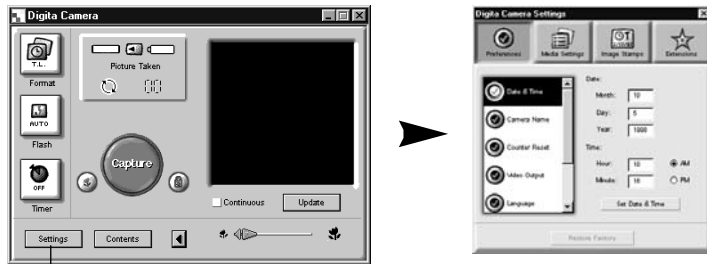 Digita Camera
T.L.
Format
AUTO
Flash
OFF
Timer
Picture Taken
Capture
Continuous
Update
Settings
Contents
Digita Camera Settings
Preferences
Media Settings
Image Stamps
Extensions
Date & Time
Camera Name
Counter Reset
Video Output
Language
Date:
Month: 10
Day: 5
Year: 1998
Time:
Hour: 10 AM
Minute: 16 PM
Set Date & Time
Restore Factory